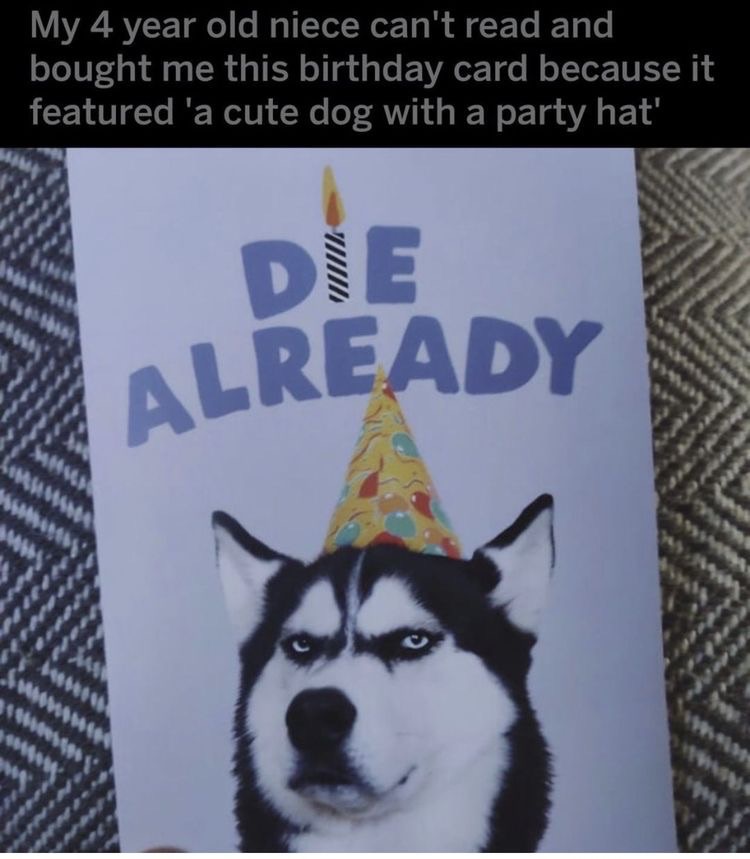 My 4 year old niece can't read and
bought me this birthday card because it
featured 'a cute dog with a party hat'
DIE
ALREADY